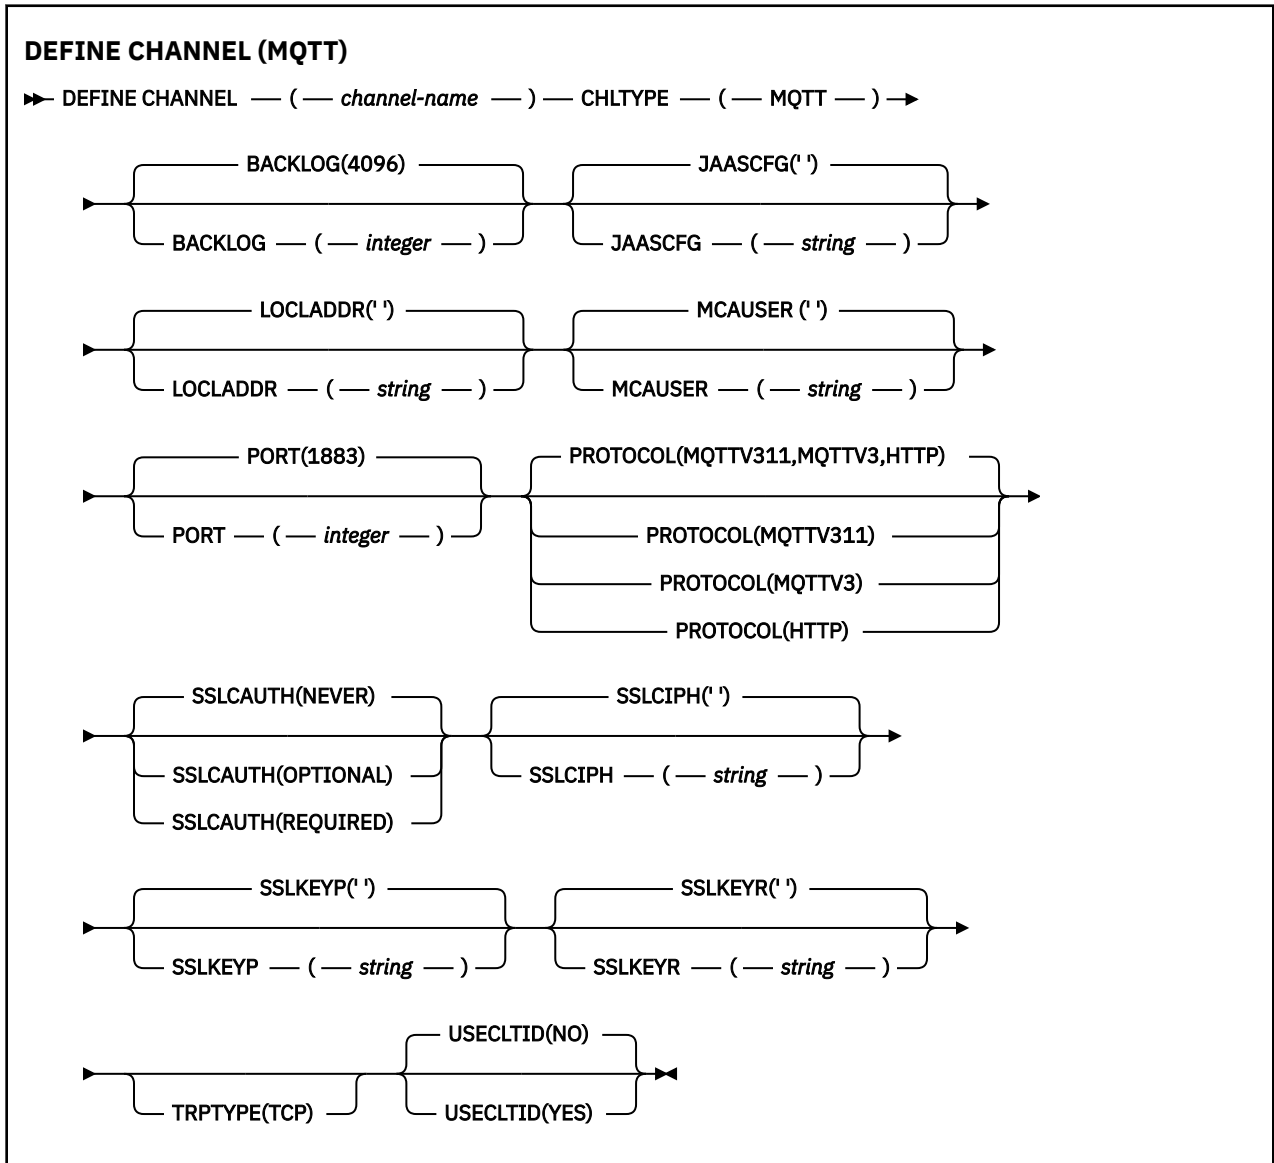 DEFINE CHANNEL (MQTT)
DEFINE CHANNEL ( channel-name ) CHLTYPE ( MQTT )
BACKLOG(4096) JAASCFG(' ')
BACKLOG ( integer ) JAASCFG ( string )
LOCLADDR(' ') MCAUSER (' ')
LOCLADDR ( string ) MCAUSER ( string )
PORT(1883) PROTOCOL(MQTTV311,MQTTV3,HTTP)
PORT ( integer ) PROTOCOL(MQTTV311)
PROTOCOL(MQTTV3)
PROTOCOL(HTTP)
SSLCAUTH(NEVER) SSLCIPH(' ')
SSLCAUTH(OPTIONAL) SSLCIPH ( string )
SSLCAUTH(REQUIRED)
SSLKEYP(' ') SSLKEYR(' ')
SSLKEYP ( string ) SSLKEYR ( string )
USECLTID(NO)
TRPTYPE(TCP) USECLTID(YES)